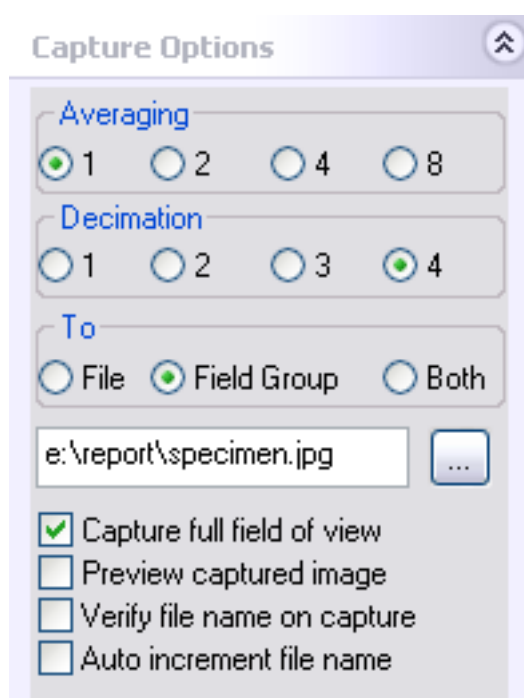 Capture Options
Averaging
1 2 4 8
Decimation
1 2 3 4
To
File Field Group Both
e:\report\specimen.jpg ...
Capture full field of view
Preview captured image
Verify file name on capture
Auto increment file name